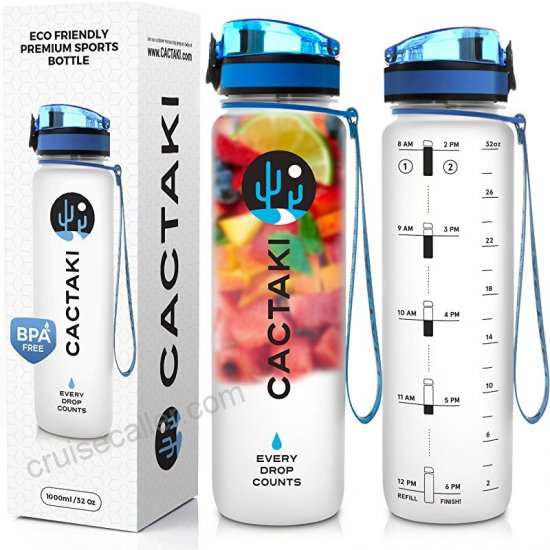 ECO FRIENDLY
PREMIUM SPORTS
BOTTLE
www.CACTAKI.com
CACTAKI
BPA
FREE
CACTAKI
EVERY
DROP
COUNTS
1000ml/32 Oz
CACTAKI
EVERY
DROP
COUNTS
8 AM 2 PM 32oz
1 2
26
9 AM 3 PM
22
18
10 AM 4 PM
14
10
11 AM 5 PM
6
12 PM 6 PM 2
REFILL FINISH!
cruisecaller.com